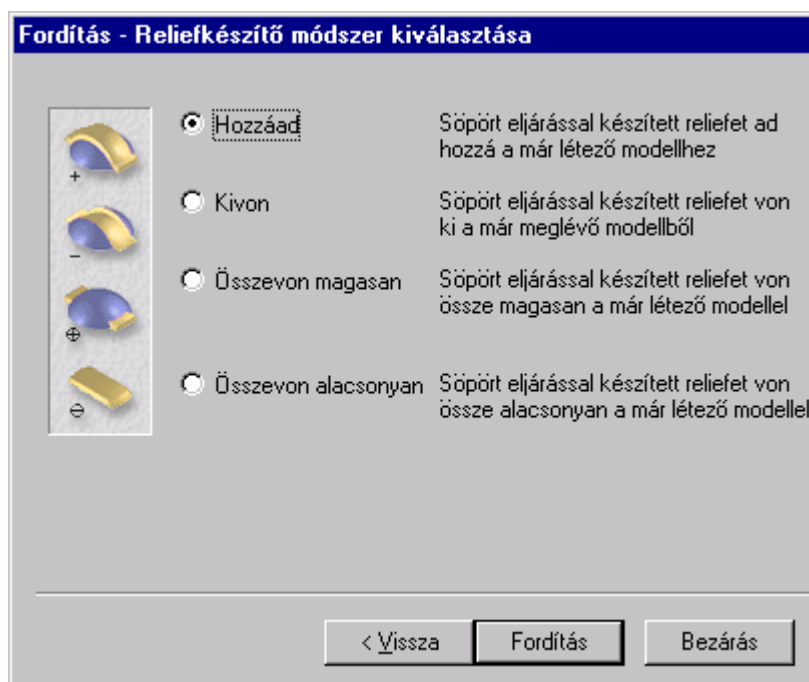 Fordítás - Reliefkészítő módszer kiválasztása
Hozzáad
Söpört eljárással készített reliefet ad
hozzá a már létező modellhez
Kivon
Söpört eljárással készített reliefet von
ki a már meglévő modellből
Összevon magasan
Söpört eljárással készített reliefet von
össze magasan a már létező modellel
Összevon alacsonyan
Söpört eljárással készített reliefet von
össze alacsonyan a már létező modellel
< Vissza
Fordítás
Bezárás